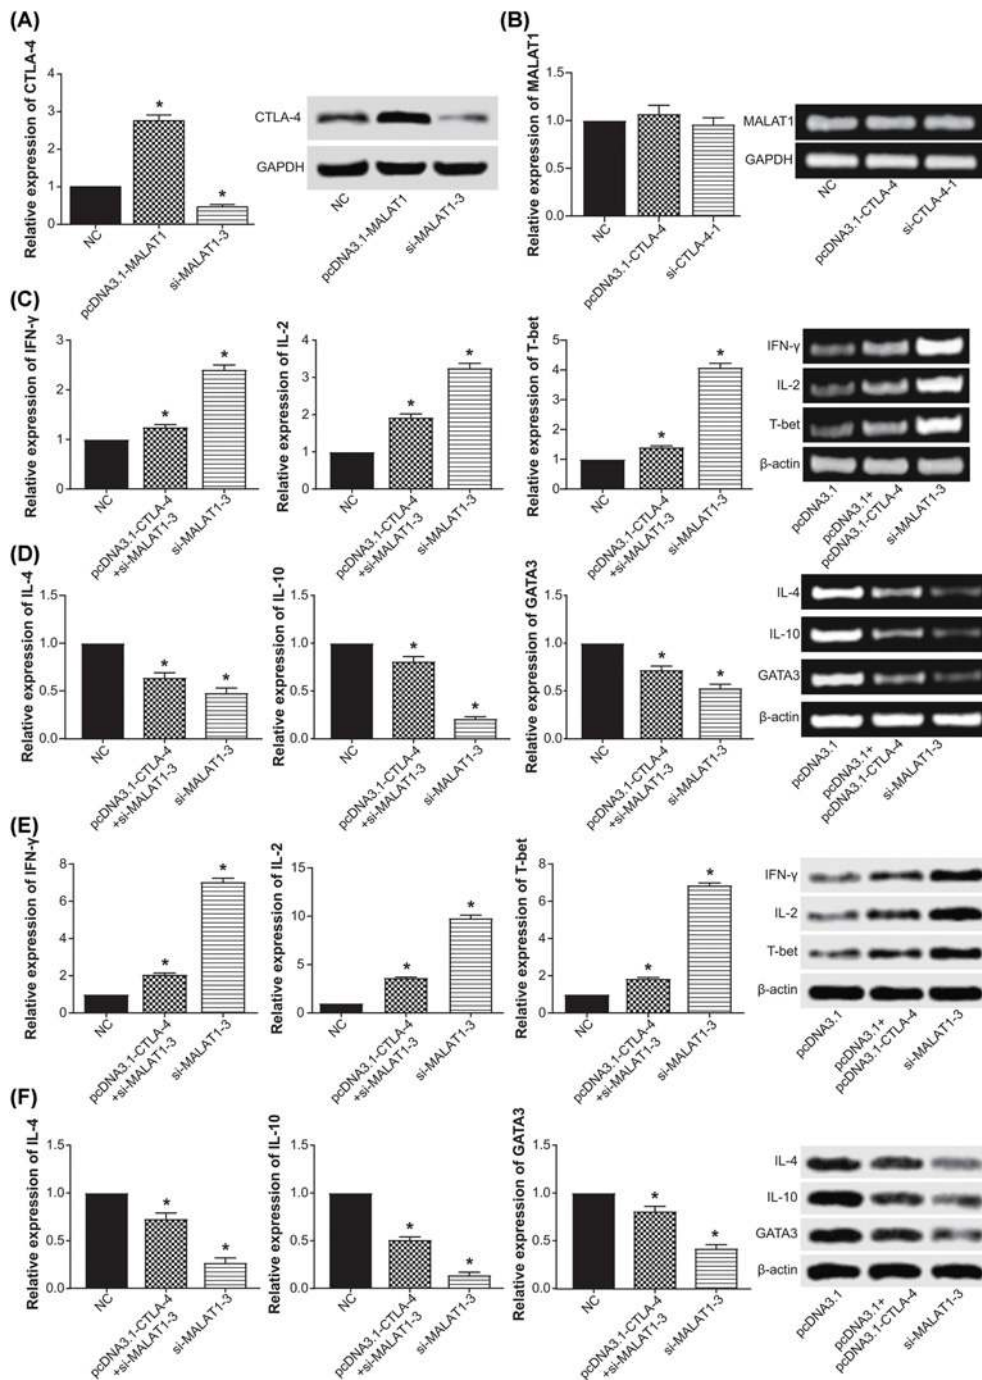 (A)
Relative expression of CTLA-4
4
3
2
1
0
*
*
NC
pcDNA3.1-MALAT1
si-MALAT1-3
CTLA-4
GAPDH
NC
pcDNA3.1-MALAT1
si-MALAT1-3
(B)
Relative expression of MALAT1
1.5
1.0
0.5
0.0
NC
pcDNA3.1-CTLA-4
si-CTLA-4-1
MALAT1
GAPDH
NC
pcDNA3.1-CTLA-4
si-CTLA-4-1
(C)
Relative expression of IFN-γ
3
2
1
0
*
*
NC
pcDNA3.1-CTLA-4
+si-MALAT1-3
si-MALAT1-3
Relative expression of IL-2
4
3
2
1
0
*
*
NC
pcDNA3.1-CTLA-4
+si-MALAT1-3
si-MALAT1-3
Relative expression of T-bet
5
4
3
2
1
0
*
*
NC
pcDNA3.1-CTLA-4
+si-MALAT1-3
si-MALAT1-3
IFN-γ
IL-2
T-bet
β-actin
pcDNA3.1
pcDNA3.1+
pcDNA3.1-CTLA-4
si-MALAT1-3
(D)
Relative expression of IL-4
1.5
1.0
0.5
0.0
*
*
NC
pcDNA3.1-CTLA-4
+si-MALAT1-3
si-MALAT1-3
Relative expression of IL-10
1.5
1.0
0.5
0.0
*
*
NC
pcDNA3.1-CTLA-4
+si-MALAT1-3
si-MALAT1-3
Relative expression of GATA3
1.5
1.0
0.5
0.0
*
*
NC
pcDNA3.1-CTLA-4
+si-MALAT1-3
si-MALAT1-3
IL-4
IL-10
GATA3
β-actin
pcDNA3.1
pcDNA3.1+
pcDNA3.1-CTLA-4
si-MALAT1-3
(E)
Relative expression of IFN-γ
8
6
4
2
0
*
*
NC
pcDNA3.1-CTLA-4
+si-MALAT1-3
si-MALAT1-3
Relative expression of IL-2
15
10
5
0
*
*
NC
pcDNA3.1-CTLA-4
+si-MALAT1-3
si-MALAT1-3
Relative expression of T-bet
8
6
4
2
0
*
*
NC
pcDNA3.1-CTLA-4
+si-MALAT1-3
si-MALAT1-3
IFN-γ
IL-2
T-bet
β-actin
pcDNA3.1
pcDNA3.1+
pcDNA3.1-CTLA-4
si-MALAT1-3
(F)
Relative expression of IL-4
1.5
1.0
0.5
0.0
*
*
NC
pcDNA3.1-CTLA-4
+si-MALAT1-3
si-MALAT1-3
Relative expression of IL-10
1.5
1.0
0.5
0.0
*
*
NC
pcDNA3.1-CTLA-4
+si-MALAT1-3
si-MALAT1-3
Relative expression of GATA3
1.5
1.0
0.5
0.0
*
*
NC
pcDNA3.1-CTLA-4
+si-MALAT1-3
si-MALAT1-3
IL-4
IL-10
GATA3
β-actin
pcDNA3.1
pcDNA3.1+
pcDNA3.1-CTLA-4
si-MALAT1-3